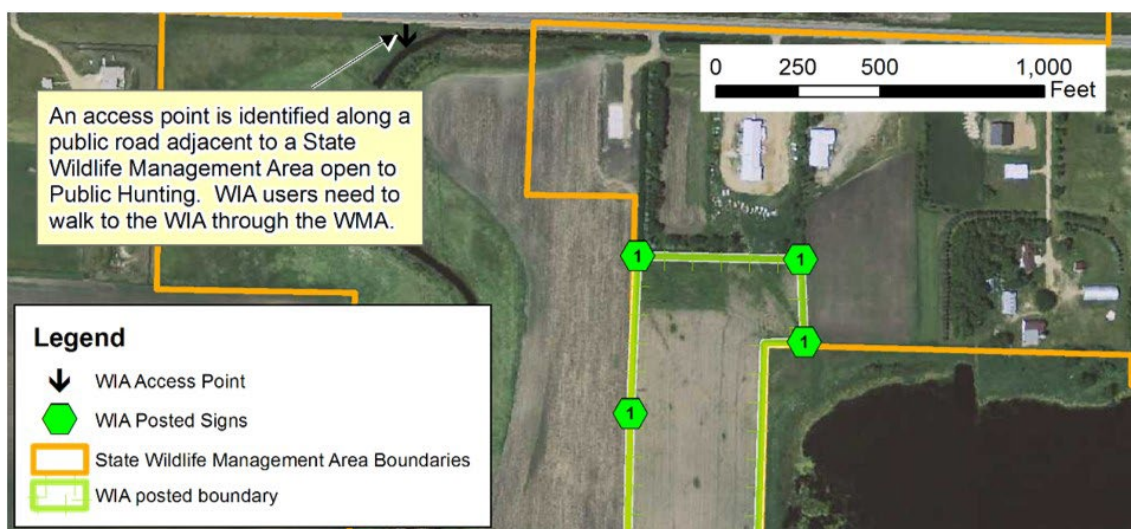 0 250 500 1,000
Feet
An access point is identified along a
public road adjacent to a State
Wildlife Management Area open to
Public Hunting. WIA users need to
walk to the WIA through the WMA.
1 1
1
1
Legend
WIA Access Point
WIA Posted Signs
State Wildlife Management Area Boundaries
WIA posted boundary